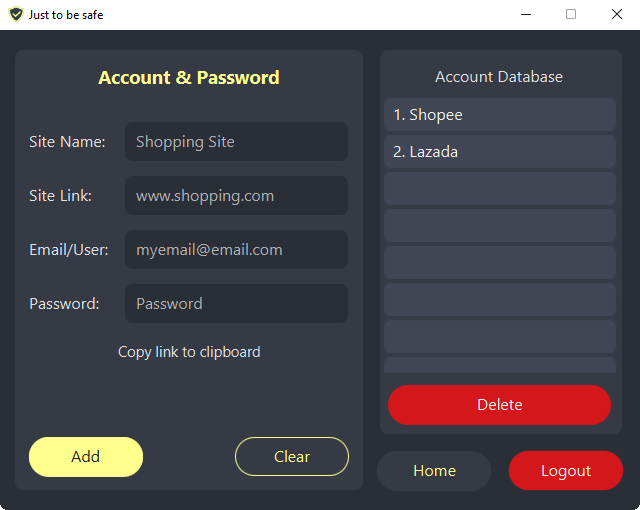 Just to be safe
Account & Password
Site Name:
Shopping Site
Site Link:
www.shopping.com
Email/User:
myemail@email.com
Password:
Password
Copy link to clipboard
Add
Clear
Account Database
1. Shopee
2. Lazada
Delete
Home
Logout